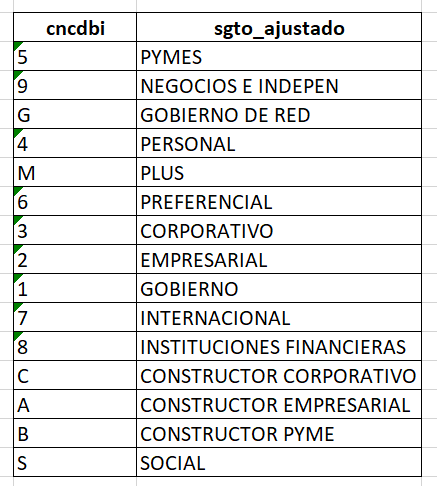 cncdbi sgto_ajustado
5 PYMES
9 NEGOCIOS E INDEPEN
G GOBIERNO DE RED
4 PERSONAL
M PLUS
6 PREFERENCIAL
3 CORPORATIVO
2 EMPRESARIAL
1 GOBIERNO
7 INTERNACIONAL
8 INSTITUCIONES FINANCIERAS
C CONSTRUCTOR CORPORATIVO
A CONSTRUCTOR EMPRESARIAL
B CONSTRUCTOR PYME
S SOCIAL